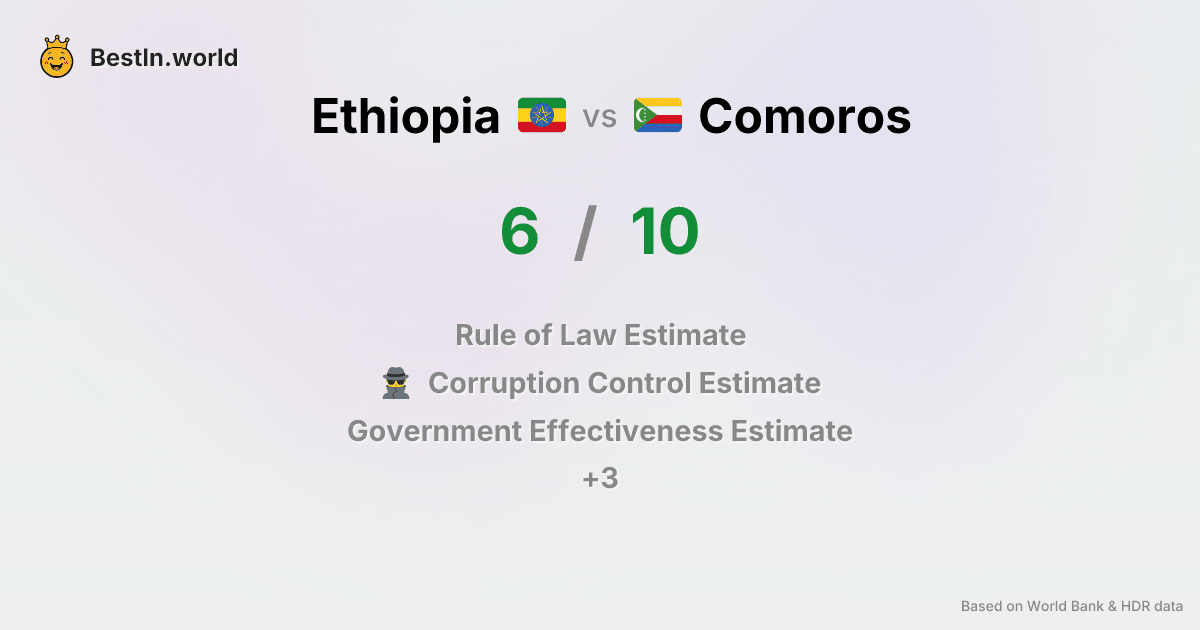 BestIn.world
Ethiopia vs Comoros
6 / 10
Rule of Law Estimate
Corruption Control Estimate
Government Effectiveness Estimate
+3
Based on World Bank & HDR data